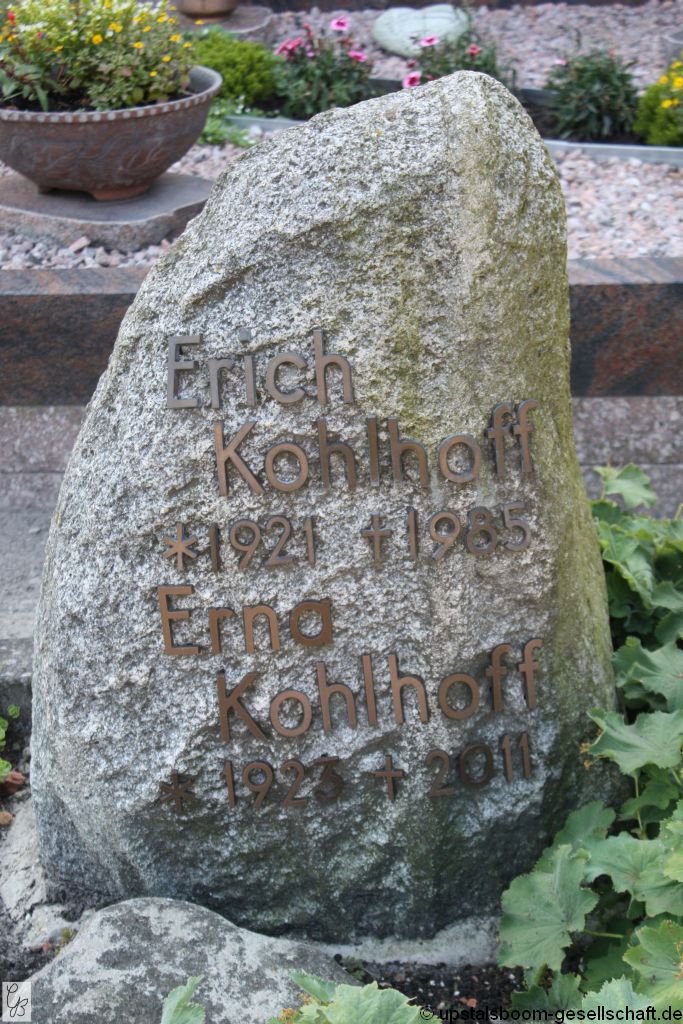 Erich
Kohlhoff
*1921 †1985
Erna
Kohlhoff
*1923 †2011
© upstalsboom-gesellschaft.de